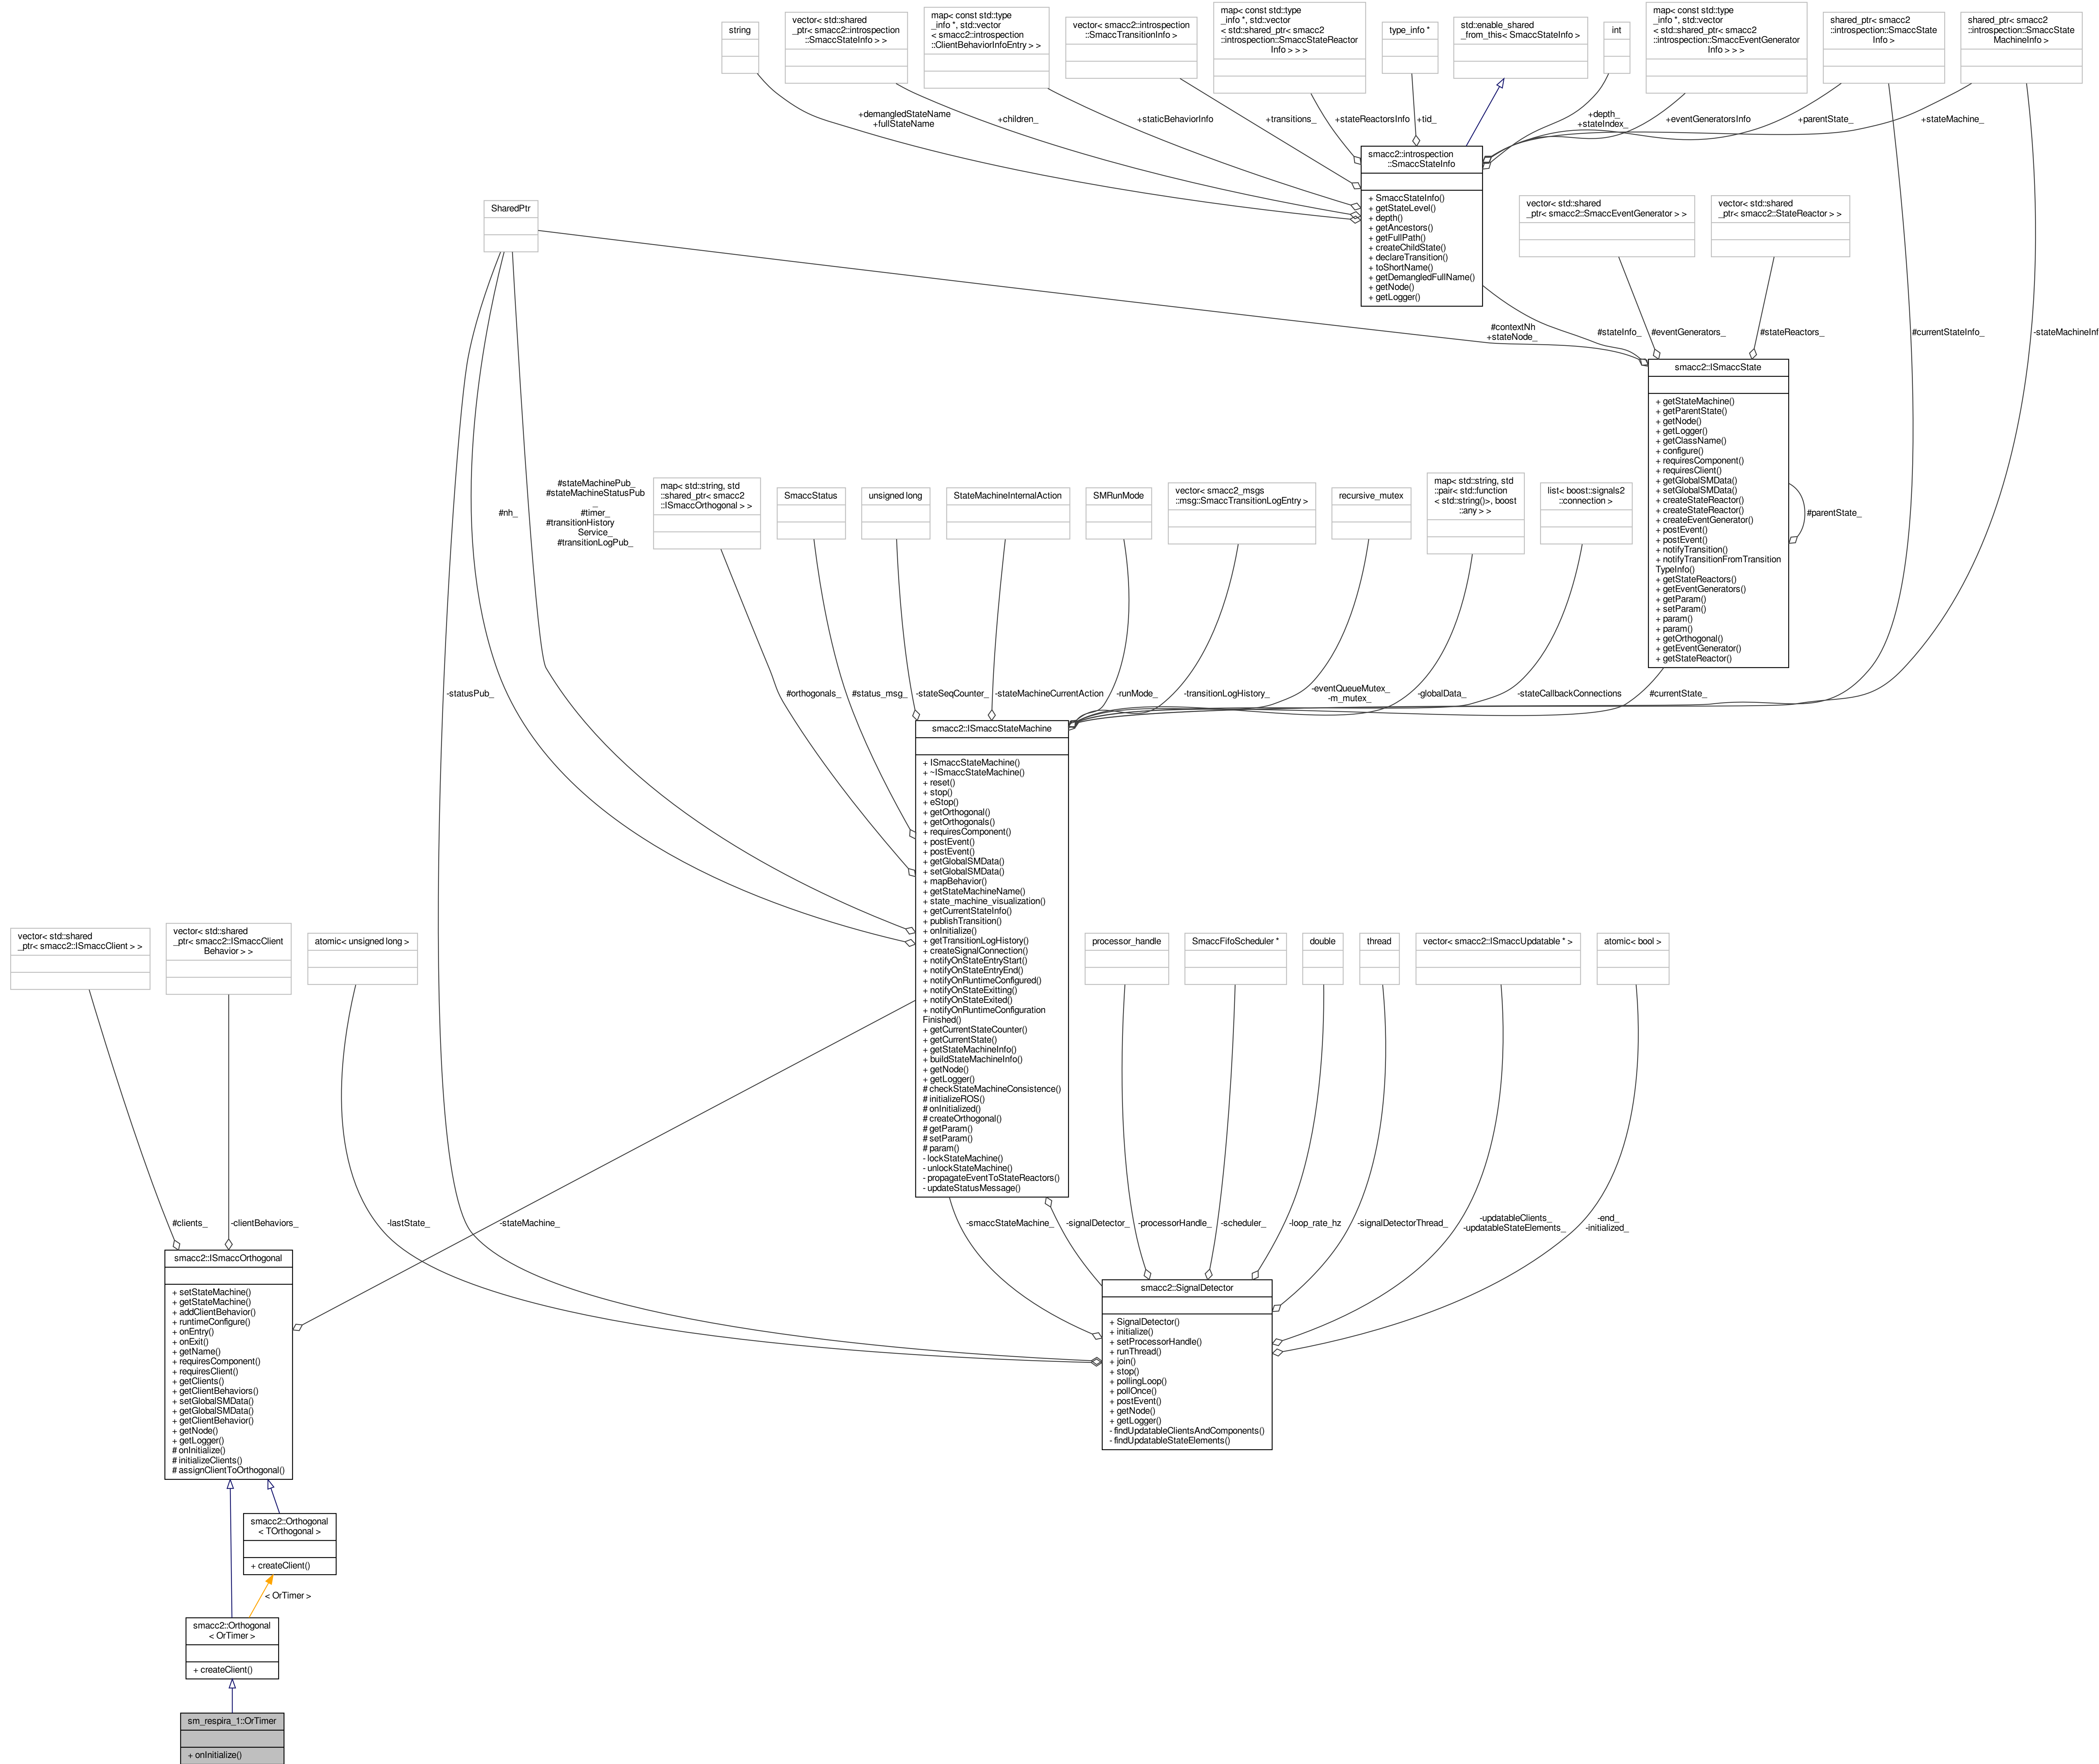 string
vector< std::shared
_ptr< smacc2::introspection
::SmaccStateInfo > >
map< const std::type
_info *, std::vector
< smacc2::introspection
::ClientBehaviorInfoEntry > >
vector< smacc2::introspection
::SmaccTransitionInfo >
map< const std::type
_info *, std::vector
< std::shared_ptr< smacc2
::introspection::SmaccStateReactor
Info > > >
type_info *
std::enable_shared
_from_this< SmaccStateInfo >
int
map< const std::type
_info *, std::vector
< std::shared_ptr< smacc2
::introspection::SmaccEventGenerator
Info > > >
shared_ptr< smacc2
::introspection::SmaccState
Info >
shared_ptr< smacc2
::introspection::SmaccState
MachineInfo >
+demangledStateName
+fullStateName
+children_
+staticBehaviorInfo
+transitions_
+stateReactorsInfo
+tid_
+depth_
+stateIndex_
+eventGeneratorsInfo
+parentState_
+stateMachine_
smacc2::introspection
::SmaccStateInfo
+ SmaccStateInfo()
+ getStateLevel()
+ depth()
+ getAncestors()
+ getFullPath()
+ createChildState()
+ declareTransition()
+ toShortName()
+ getDemangledFullName()
+ getNode()
+ getLogger()
SharedPtr
vector< std::shared
_ptr< smacc2::SmaccEventGenerator > >
vector< std::shared
_ptr< smacc2::StateReactor > >
#contextNh
+stateNode_
#stateInfo_
#eventGenerators_
#stateReactors_
#currentStateInfo_
-stateMachineInf
smacc2::ISmaccState
+ getStateMachine()
+ getParentState()
+ getNode()
+ getLogger()
+ getClassName()
+ configure()
+ requiresComponent()
+ requiresClient()
+ getGlobalSMData()
+ setGlobalSMData()
+ createStateReactor()
+ createStateReactor()
+ createEventGenerator()
+ postEvent()
+ postEvent()
+ notifyTransition()
+ notifyTransitionFromTransition
TypeInfo()
+ getStateReactors()
+ getEventGenerators()
+ getParam()
+ setParam()
+ param()
+ param()
+ getOrthogonal()
+ getEventGenerator()
+ getStateReactor()
#parentState_
#nh_
#stateMachinePub_
#stateMachineStatusPub
_
#timer_
#transitionHistory
Service_
#transitionLogPub_
map< std::string, std
::shared_ptr< smacc2
::ISmaccOrthogonal > >
SmaccStatus
unsigned long
StateMachineInternalAction
SMRunMode
vector< smacc2_msgs
::msg::SmaccTransitionLogEntry >
recursive_mutex
map< std::string, std
::pair< std::function
< std::string()>, boost
::any > >
list< boost::signals2
::connection >
-statusPub_
#orthogonals_
#status_msg_
-stateSeqCounter_
-stateMachineCurrentAction
-runMode_
-transitionLogHistory_
-eventQueueMutex_
-m_mutex_
-globalData_
-stateCallbackConnections
#currentState_
smacc2::ISmaccStateMachine
+ ISmaccStateMachine()
+ ~ISmaccStateMachine()
+ reset()
+ stop()
+ eStop()
+ getOrthogonal()
+ getOrthogonals()
+ requiresComponent()
+ postEvent()
+ postEvent()
+ getGlobalSMData()
+ setGlobalSMData()
+ mapBehavior()
+ getStateMachineName()
+ state_machine_visualization()
+ getCurrentStateInfo()
+ publishTransition()
+ onInitialize()
+ getTransitionLogHistory()
+ createSignalConnection()
+ notifyOnStateEntryStart()
+ notifyOnStateEntryEnd()
+ notifyOnRuntimeConfigured()
+ notifyOnStateExitting()
+ notifyOnStateExited()
+ notifyOnRuntimeConfiguration
Finished()
+ getCurrentStateCounter()
+ getCurrentState()
+ getStateMachineInfo()
+ buildStateMachineInfo()
+ getNode()
+ getLogger()
# checkStateMachineConsistence()
# initializeROS()
# onInitialized()
# createOrthogonal()
# getParam()
# setParam()
# param()
- lockStateMachine()
- unlockStateMachine()
- propagateEventToStateReactors()
- updateStatusMessage()
vector< std::shared
_ptr< smacc2::ISmaccClient > >
vector< std::shared
_ptr< smacc2::ISmaccClient
Behavior > >
atomic< unsigned long >
processor_handle
SmaccFifoScheduler *
double
thread
vector< smacc2::ISmaccUpdatable * >
atomic< bool >
#clients_
-clientBehaviors_
-lastState_
-stateMachine_
-smaccStateMachine_
-signalDetector_
-processorHandle_
-scheduler_
-loop_rate_hz
-signalDetectorThread_
-updatableClients_
-updatableStateElements_
-end_
-initialized_
smacc2::ISmaccOrthogonal
+ setStateMachine()
+ getStateMachine()
+ addClientBehavior()
+ runtimeConfigure()
+ onEntry()
+ onExit()
+ getName()
+ requiresComponent()
+ requiresClient()
+ getClients()
+ getClientBehaviors()
+ setGlobalSMData()
+ getGlobalSMData()
+ getClientBehavior()
+ getNode()
+ getLogger()
# onInitialize()
# initializeClients()
# assignClientToOrthogonal()
smacc2::SignalDetector
+ SignalDetector()
+ initialize()
+ setProcessorHandle()
+ runThread()
+ join()
+ stop()
+ pollingLoop()
+ pollOnce()
+ postEvent()
+ getNode()
+ getLogger()
- findUpdatableClientsAndComponents()
- findUpdatableStateElements()
smacc2::Orthogonal
< TOrthogonal >
+ createClient()
< OrTimer >
smacc2::Orthogonal
< OrTimer >
+ createClient()
sm_respira_1::OrTimer
+ onInitialize()